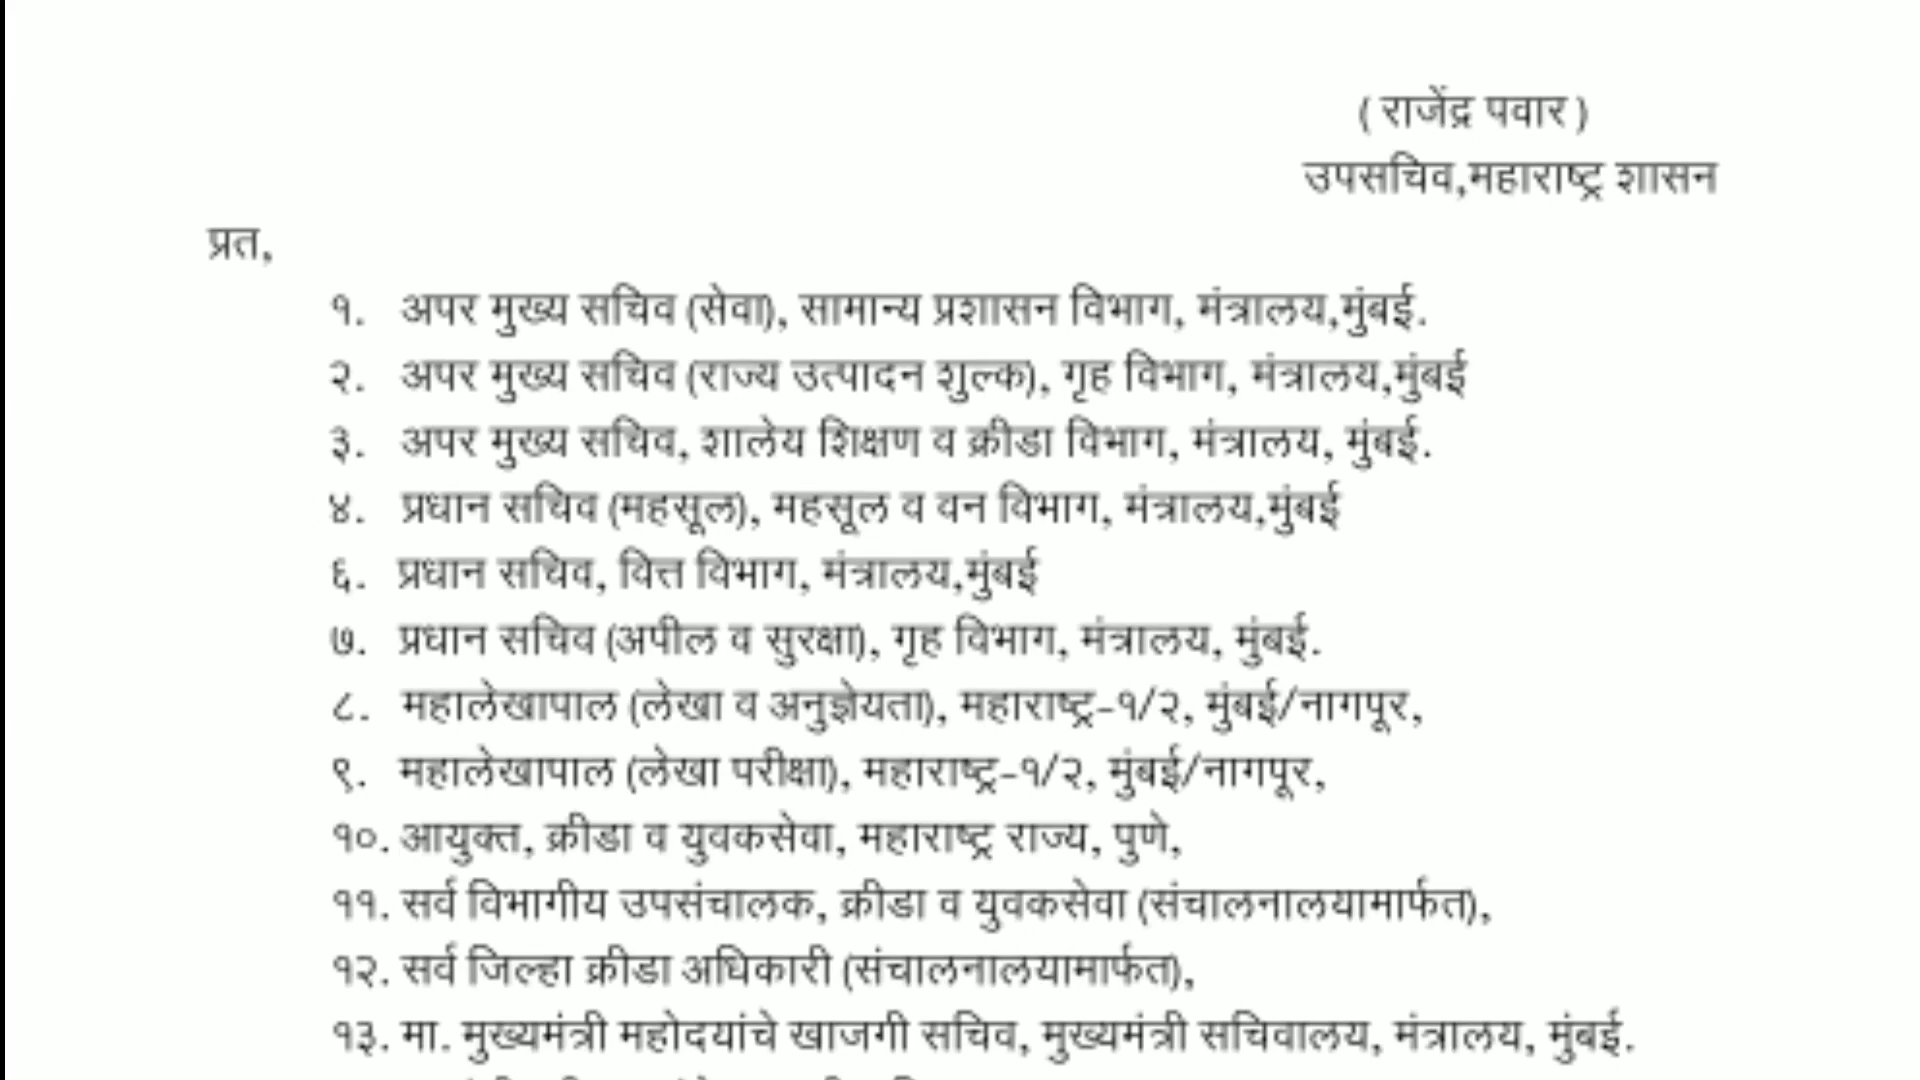 ( राजेंद्र पवार )
उपसचिव,महाराष्ट्र शासन
प्रत,
१. अपर मुख्य सचिव (सेवा), सामान्य प्रशासन विभाग, मंत्रालय,मुंबई.
२. अपर मुख्य सचिव (राज्य उत्पादन शुल्क), गृह विभाग, मंत्रालय,मुंबई
३. अपर मुख्य सचिव, शालेय शिक्षण व क्रीडा विभाग, मंत्रालय, मुंबई.
४. प्रधान सचिव (महसूल), महसूल व वन विभाग, मंत्रालय,मुंबई
६. प्रधान सचिव, वित्त विभाग, मंत्रालय,मुंबई
७. प्रधान सचिव (अपील व सुरक्षा), गृह विभाग, मंत्रालय, मुंबई.
८. महालेखापाल (लेखा व अनुज्ञेयता), महाराष्ट्र-१/२, मुंबई/नागपूर,
९. महालेखापाल (लेखा परीक्षा), महाराष्ट्र-१/२, मुंबई/नागपूर,
१०. आयुक्त, क्रीडा व युवकसेवा, महाराष्ट्र राज्य, पुणे,
११. सर्व विभागीय उपसंचालक, क्रीडा व युवकसेवा (संचालनालयामार्फत),
१२. सर्व जिल्हा क्रीडा अधिकारी (संचालनालयामार्फत),
१३. मा. मुख्यमंत्री महोदयांचे खाजगी सचिव, मुख्यमंत्री सचिवालय, मंत्रालय, मुंबई.